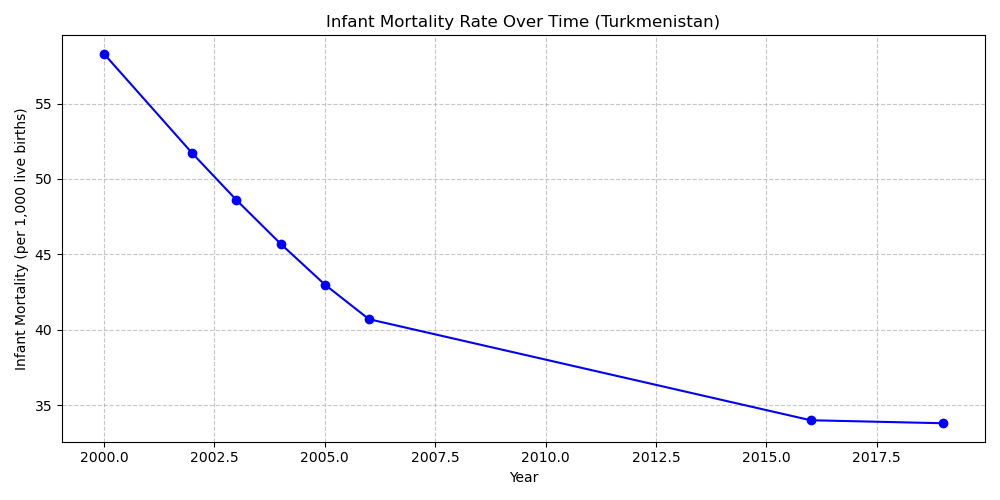 Infant Mortality Rate Over Time (Turkmenistan)
Infant Mortality (per 1,000 live births)
55
50
45
40
35
2000.0 2002.5 2005.0 2007.5 2010.0 2012.5 2015.0 2017.5
Year